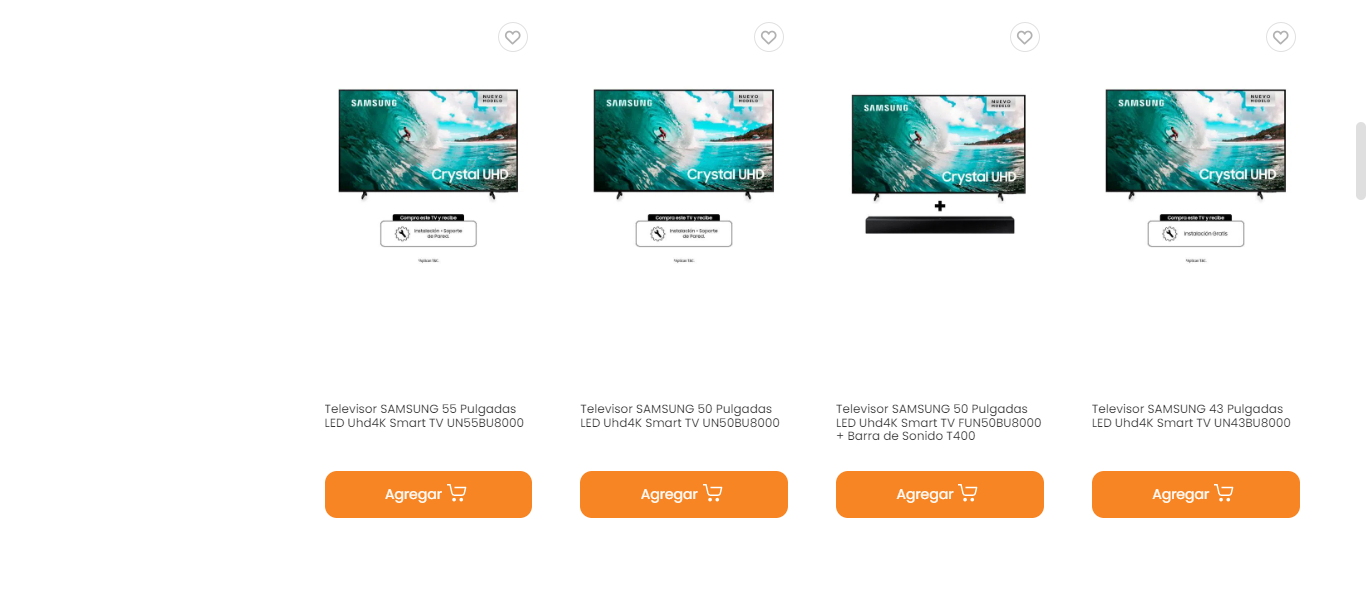 SAMSUNG
NUEVO
MODELO
Crystal UHD
Compra este TV y recibe
Instalación + Soporte
de Pared.
*Aplican T&C.
Televisor SAMSUNG 55 Pulgadas
LED Uhd4K Smart TV UN55BU8000
Agregar
SAMSUNG
NUEVO
MODELO
Crystal UHD
Compra este TV y recibe
Instalación + Soporte
de Pared.
*Aplican T&C.
Televisor SAMSUNG 50 Pulgadas
LED Uhd4K Smart TV UN50BU8000
Agregar
SAMSUNG
NUEVO
MODELO
Crystal UHD
+
Televisor SAMSUNG 50 Pulgadas
LED Uhd4K Smart TV FUN50BU8000
+ Barra de Sonido T400
Agregar
SAMSUNG
NUEVO
MODELO
Crystal UHD
Compra este TV y recibe
Instalación Gratis
*Aplican T&C.
Televisor SAMSUNG 43 Pulgadas
LED Uhd4K Smart TV UN43BU8000
Agregar